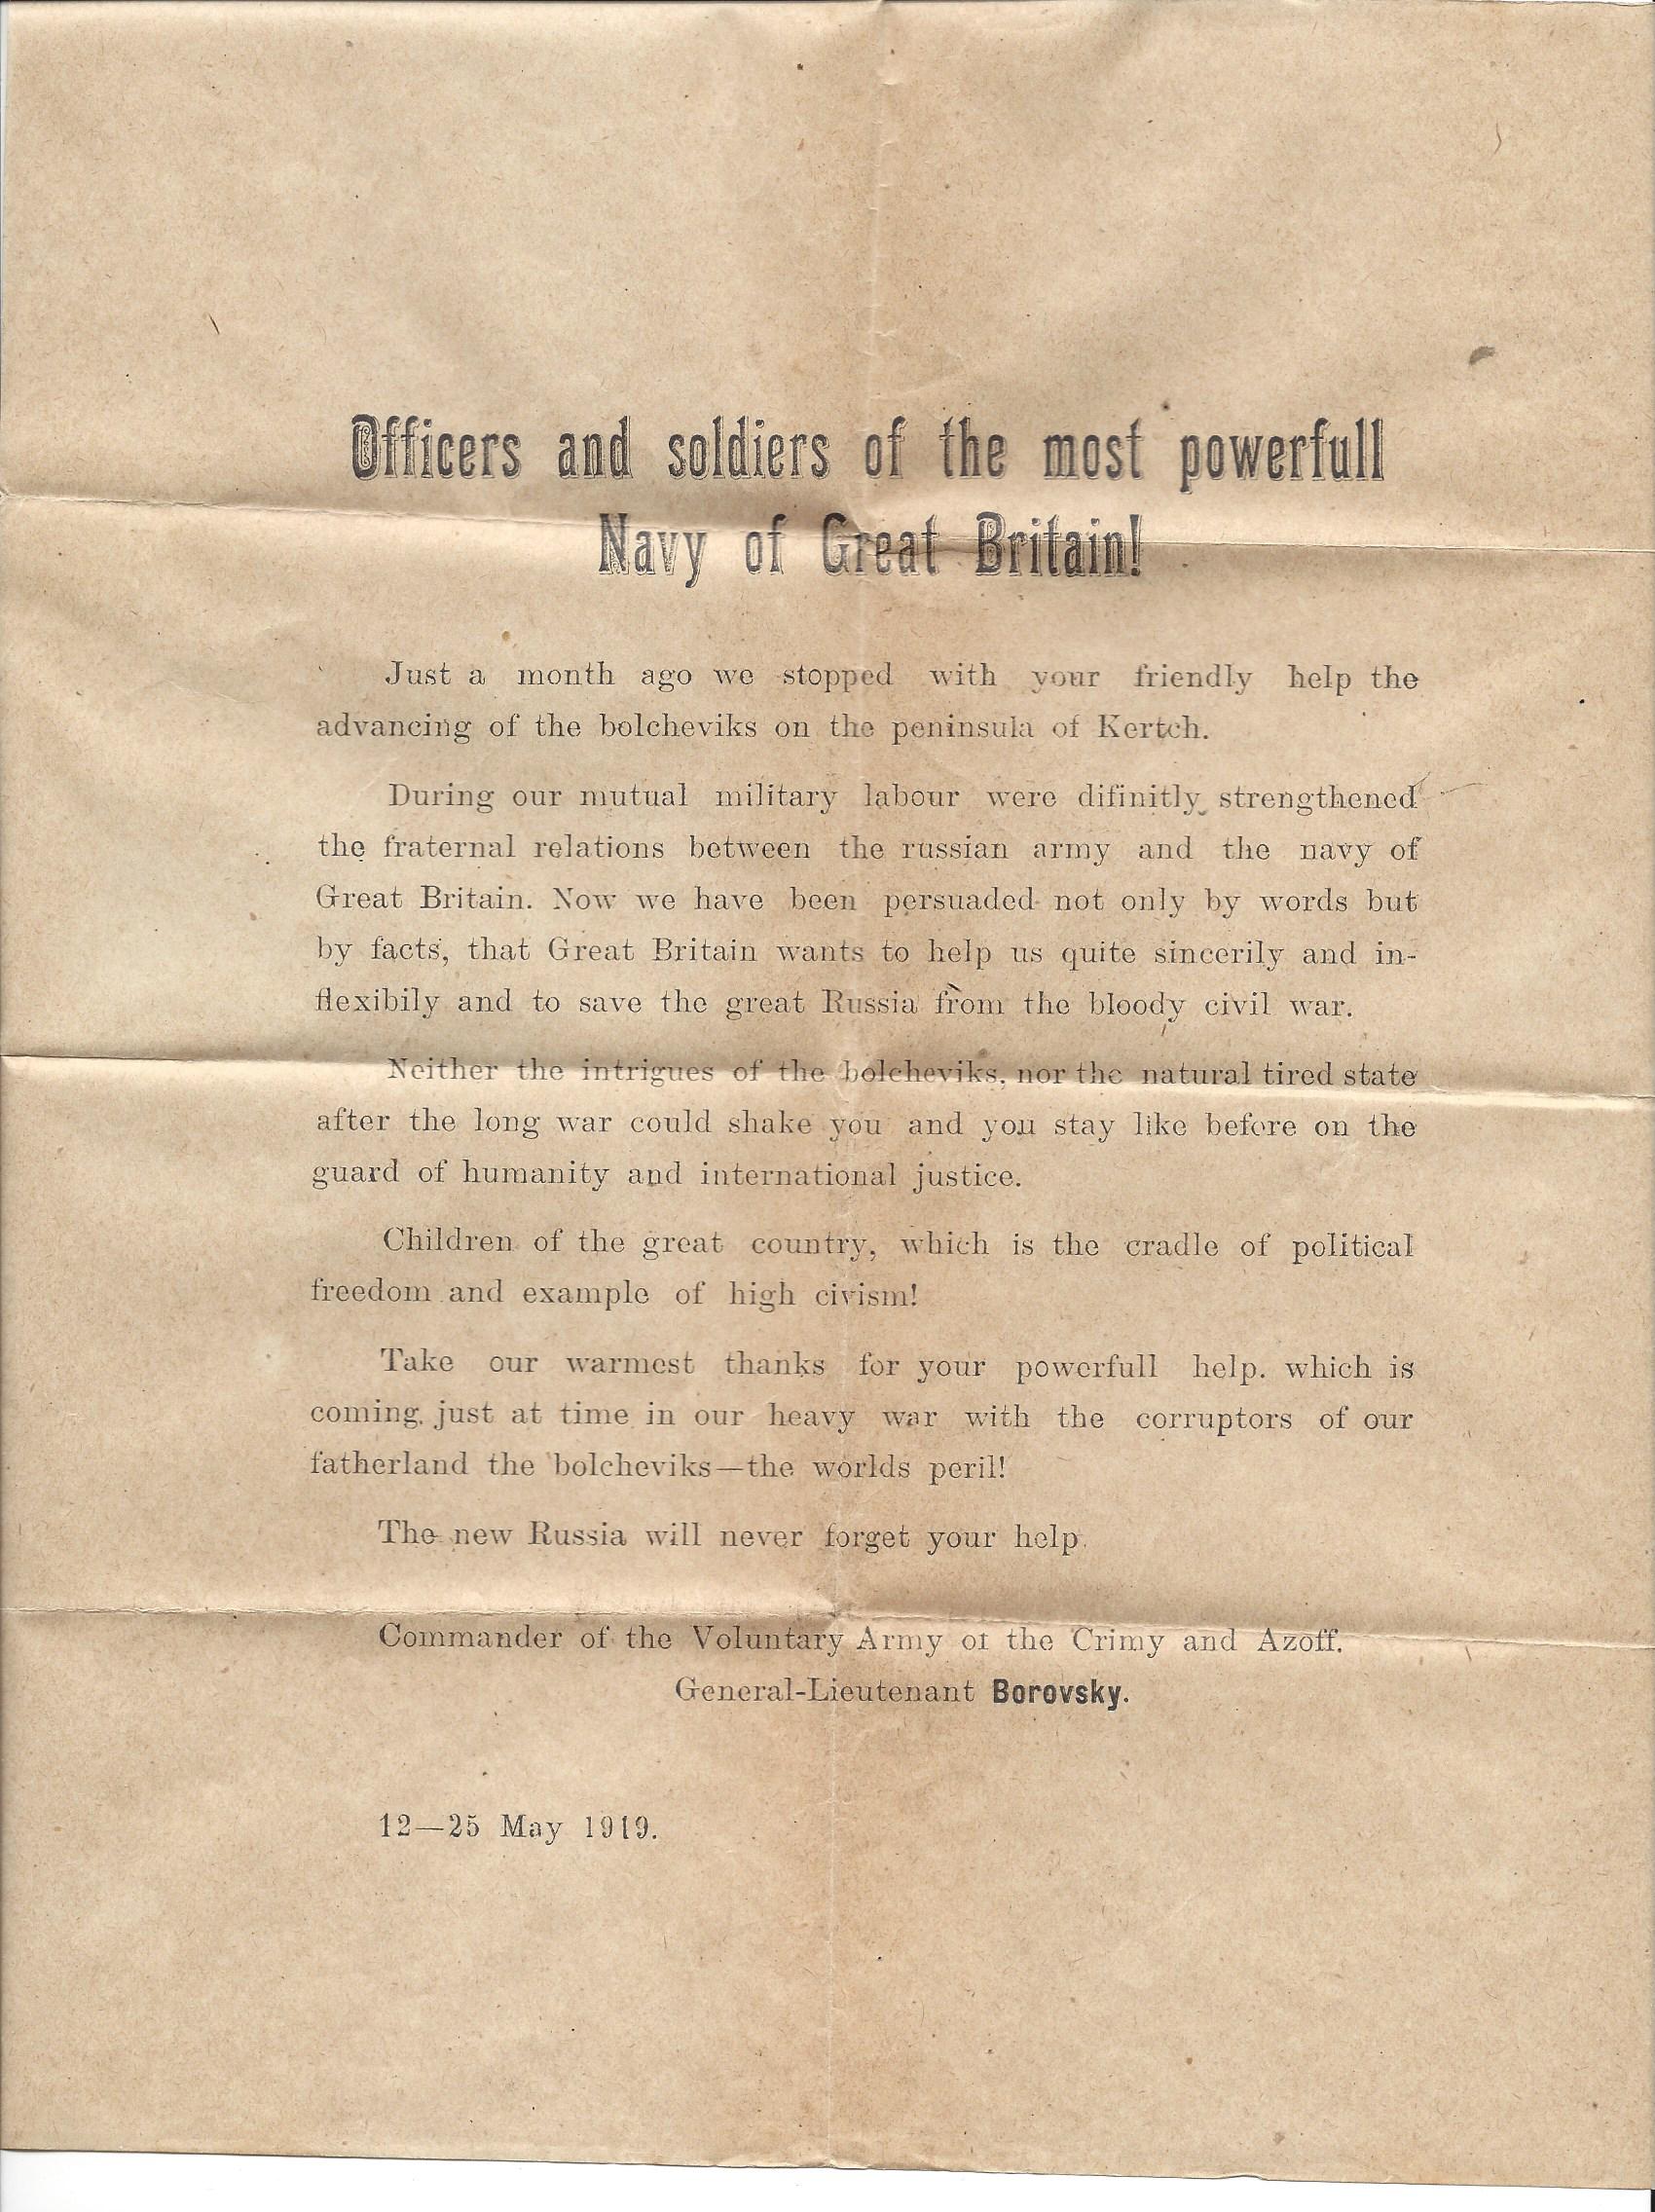 Officers and soldiers of the most powerfull
Navy of Great Britain!
Just a month ago we stopped with your friendly help the
advancing of the bolcheviks on the peninsula of Kertch.
During our mutual military labour were difinitly strengthened
the fraternal relations between the russian army and the navy of
Great Britain. Now we have been persuaded not only by words but
by facts, that Great Britain wants to help us quite sincerily and in-
flexibily and to save the great Russia from the bloody civil war.
Neither the intrigues of the bolcheviks, nor the natural tired state
after the long war could shake you and you stay like before on the
guard of humanity and international justice.
Children of the great country, which is the cradle of political
freedom and example of high civism!
Take our warmest thanks for your powerfull help. which is
coming just at time in our heavy war with the corruptors of our
fatherland the bolcheviks—the worlds peril!
The new Russia will never forget your help.
Commander of the Voluntary Army of the Crimy and Azoff.
General-Lieutenant Borovsky.
12—25 May 1919.